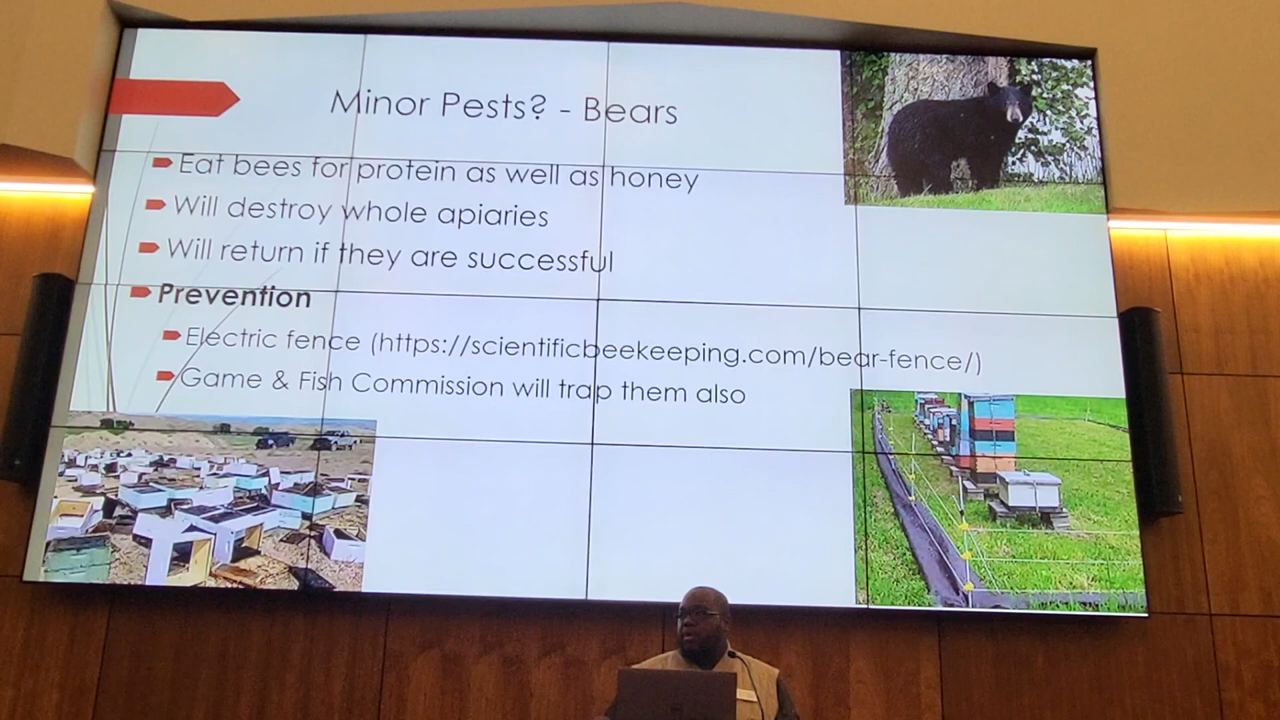 Minor Pests? - Bears
Eat bees for protein as well as honey
Will destroy whole apiaries
Will return if they are successful
Prevention
Electric fence (https://scientificbeekeeping.com/bear-fence/)
Game & Fish Commission will trap them also